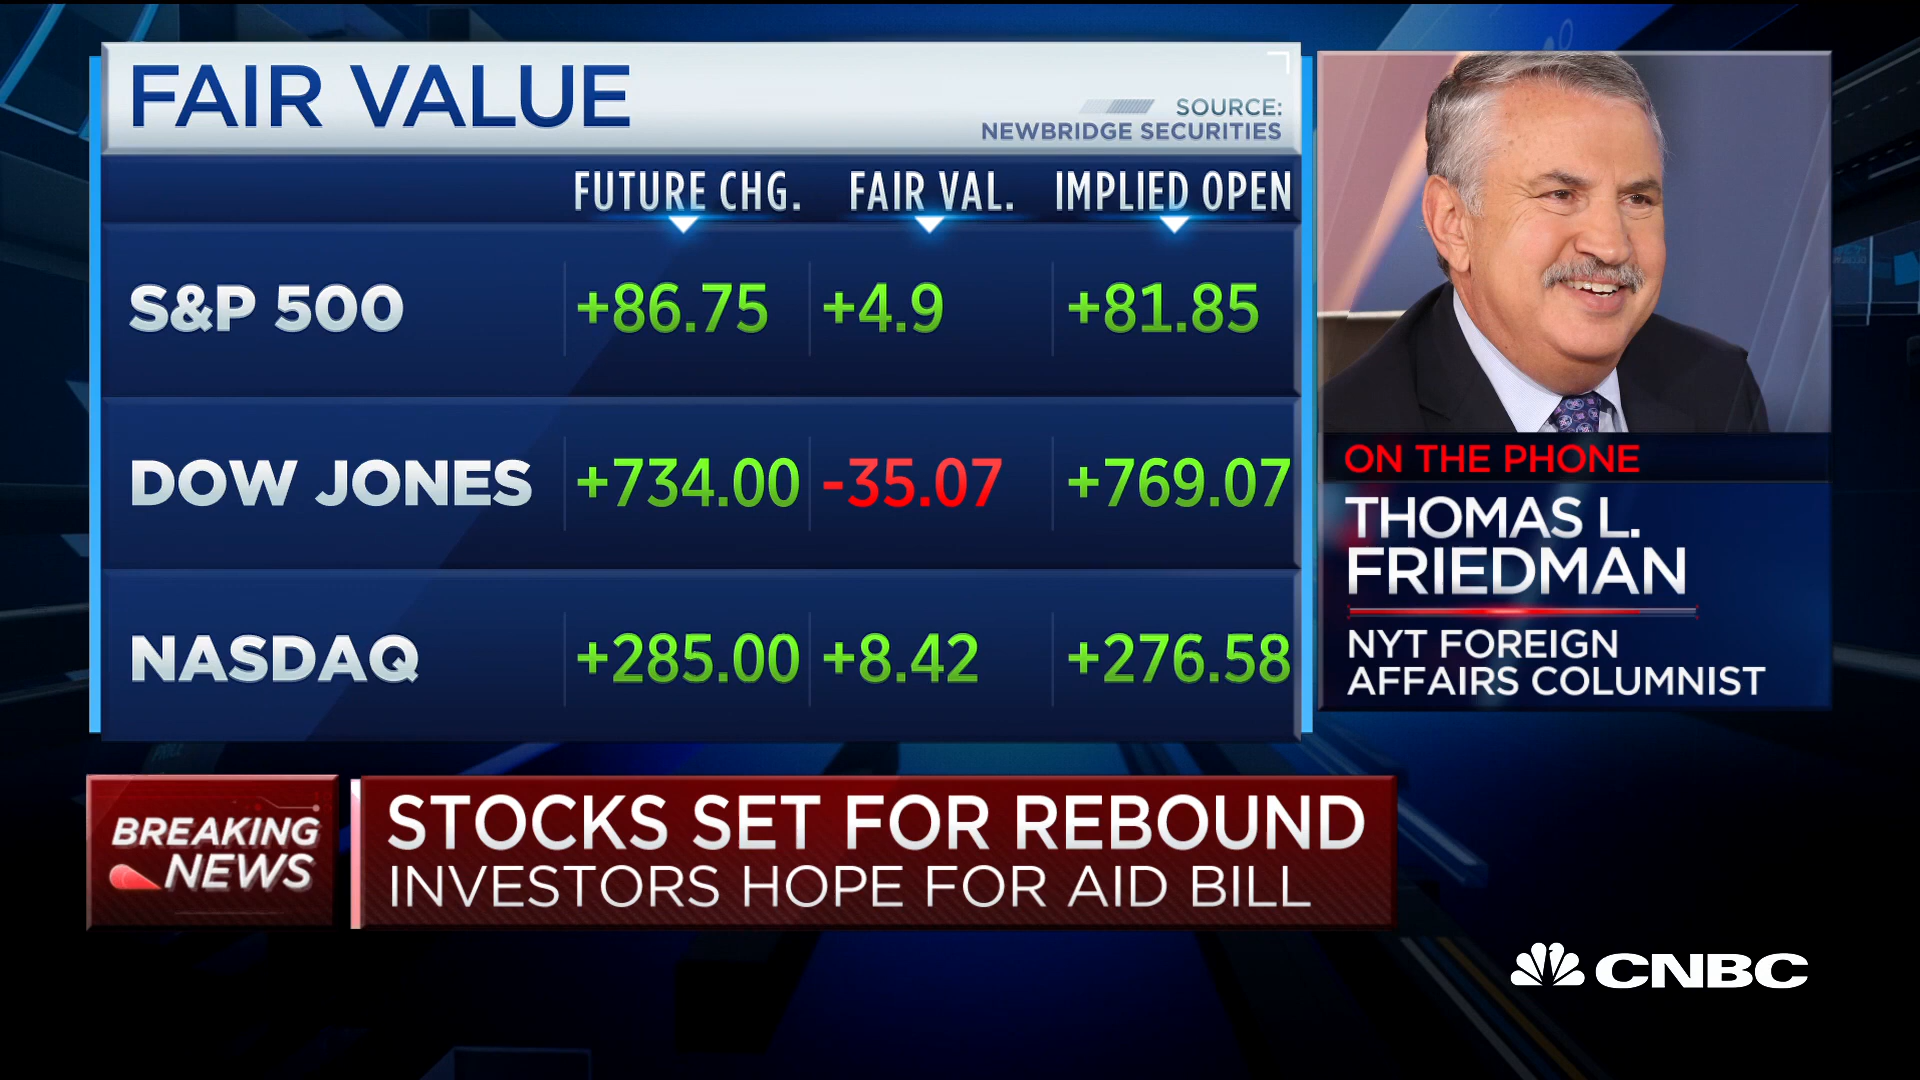 FAIR VALUE
SOURCE:
NEWBRIDGE SECURITIES
FUTURE CHG. FAIR VAL. IMPLIED OPEN
S&P 500 +86.75 +4.9 +81.85
DOW JONES +734.00 -35.07 +769.07
NASDAQ +285.00 +8.42 +276.58
ON THE PHONE
THOMAS L.
FRIEDMAN
NYT FOREIGN
AFFAIRS COLUMNIST
BREAKING
NEWS
STOCKS SET FOR REBOUND
INVESTORS HOPE FOR AID BILL
CNBC